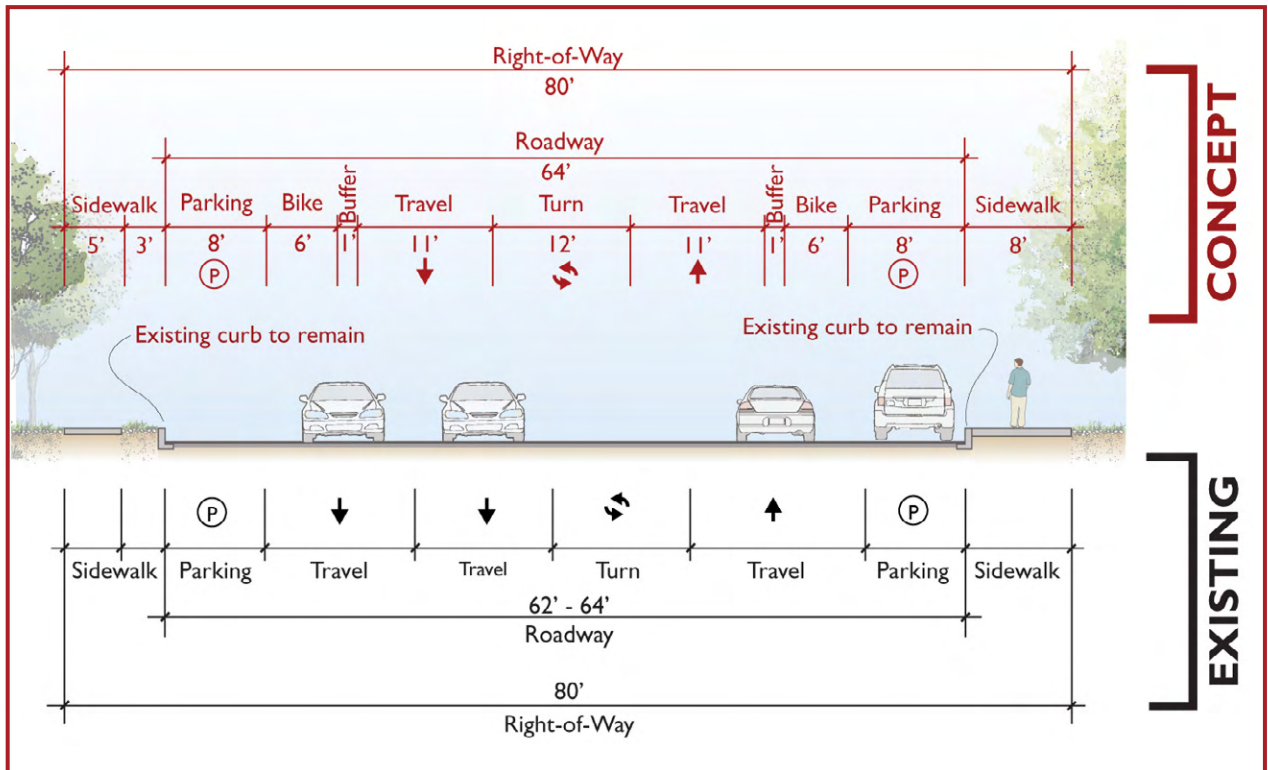 Right-of-Way
80'
Roadway
64'
Sidewalk Parking Bike Buffer Travel Turn Travel Buffer Bike Parking Sidewalk
5' 3' 8' 6' 1' 11' 12' 11' 1' 6' 8' 8'
P P
Existing curb to remain Existing curb to remain
CONCEPT
P P
Sidewalk Parking Travel Travel Turn Travel Parking Sidewalk
62' - 64'
Roadway
80'
Right-of-Way
EXISTING